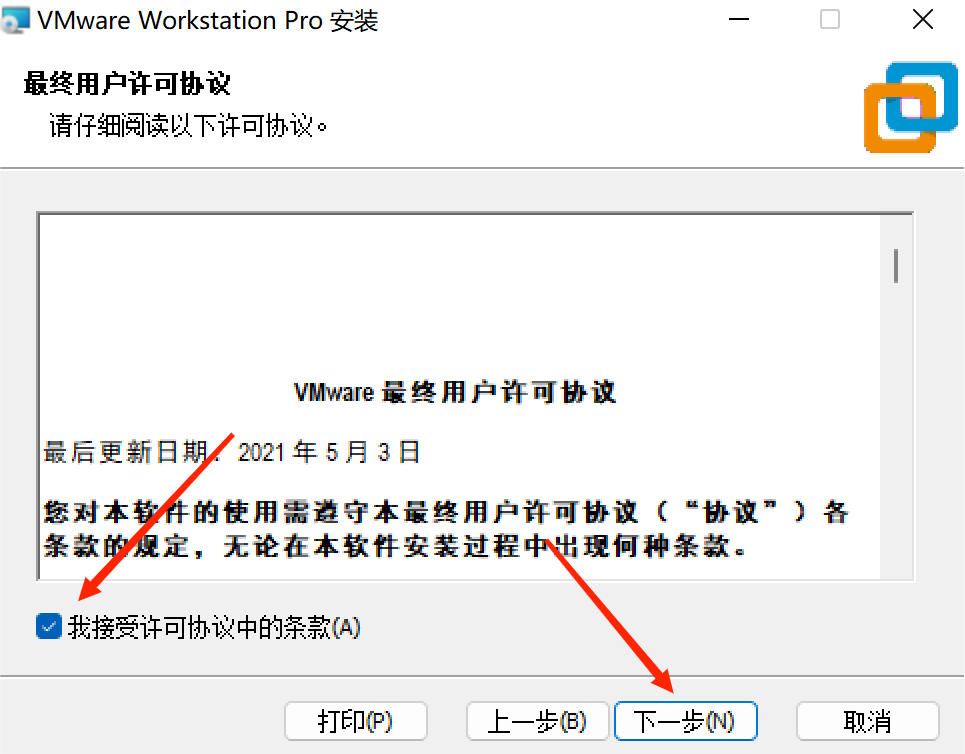 VMware Workstation Pro 安装
最终用户许可协议
请仔细阅读以下许可协议。
VMware 最终用户许可协议
最后更新日期：2021 年 5 月 3 日
您对本软件的使用需遵守本最终用户许可协议（“协议”）各
条款的规定，无论在本软件安装过程中出现何种条款。
我接受许可协议中的条款(A)
打印(P)
上一步(B)
下一步(N)
取消